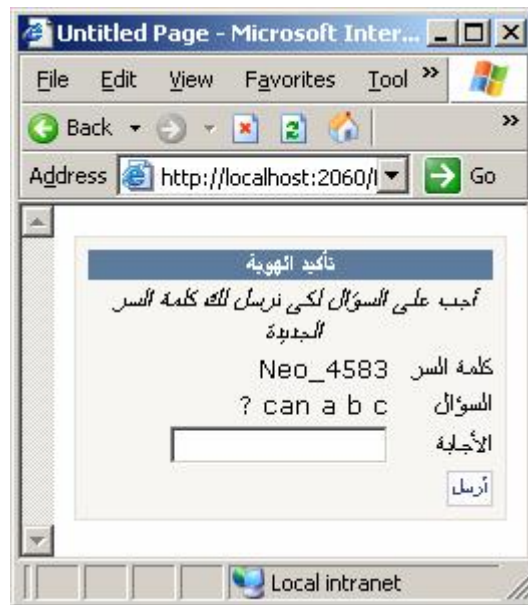 Untitled Page - Microsoft Inter...
File Edit View Favorites Tool »
Back »
Address http://localhost:2060/l Go
تأكيد الهوية
أجب على السؤال لكى نرسل لك كلمة السر
الجديدة
كلمة السر Neo_4583
السؤال can a b c ?
الأجابة
أرسل
Local intranet